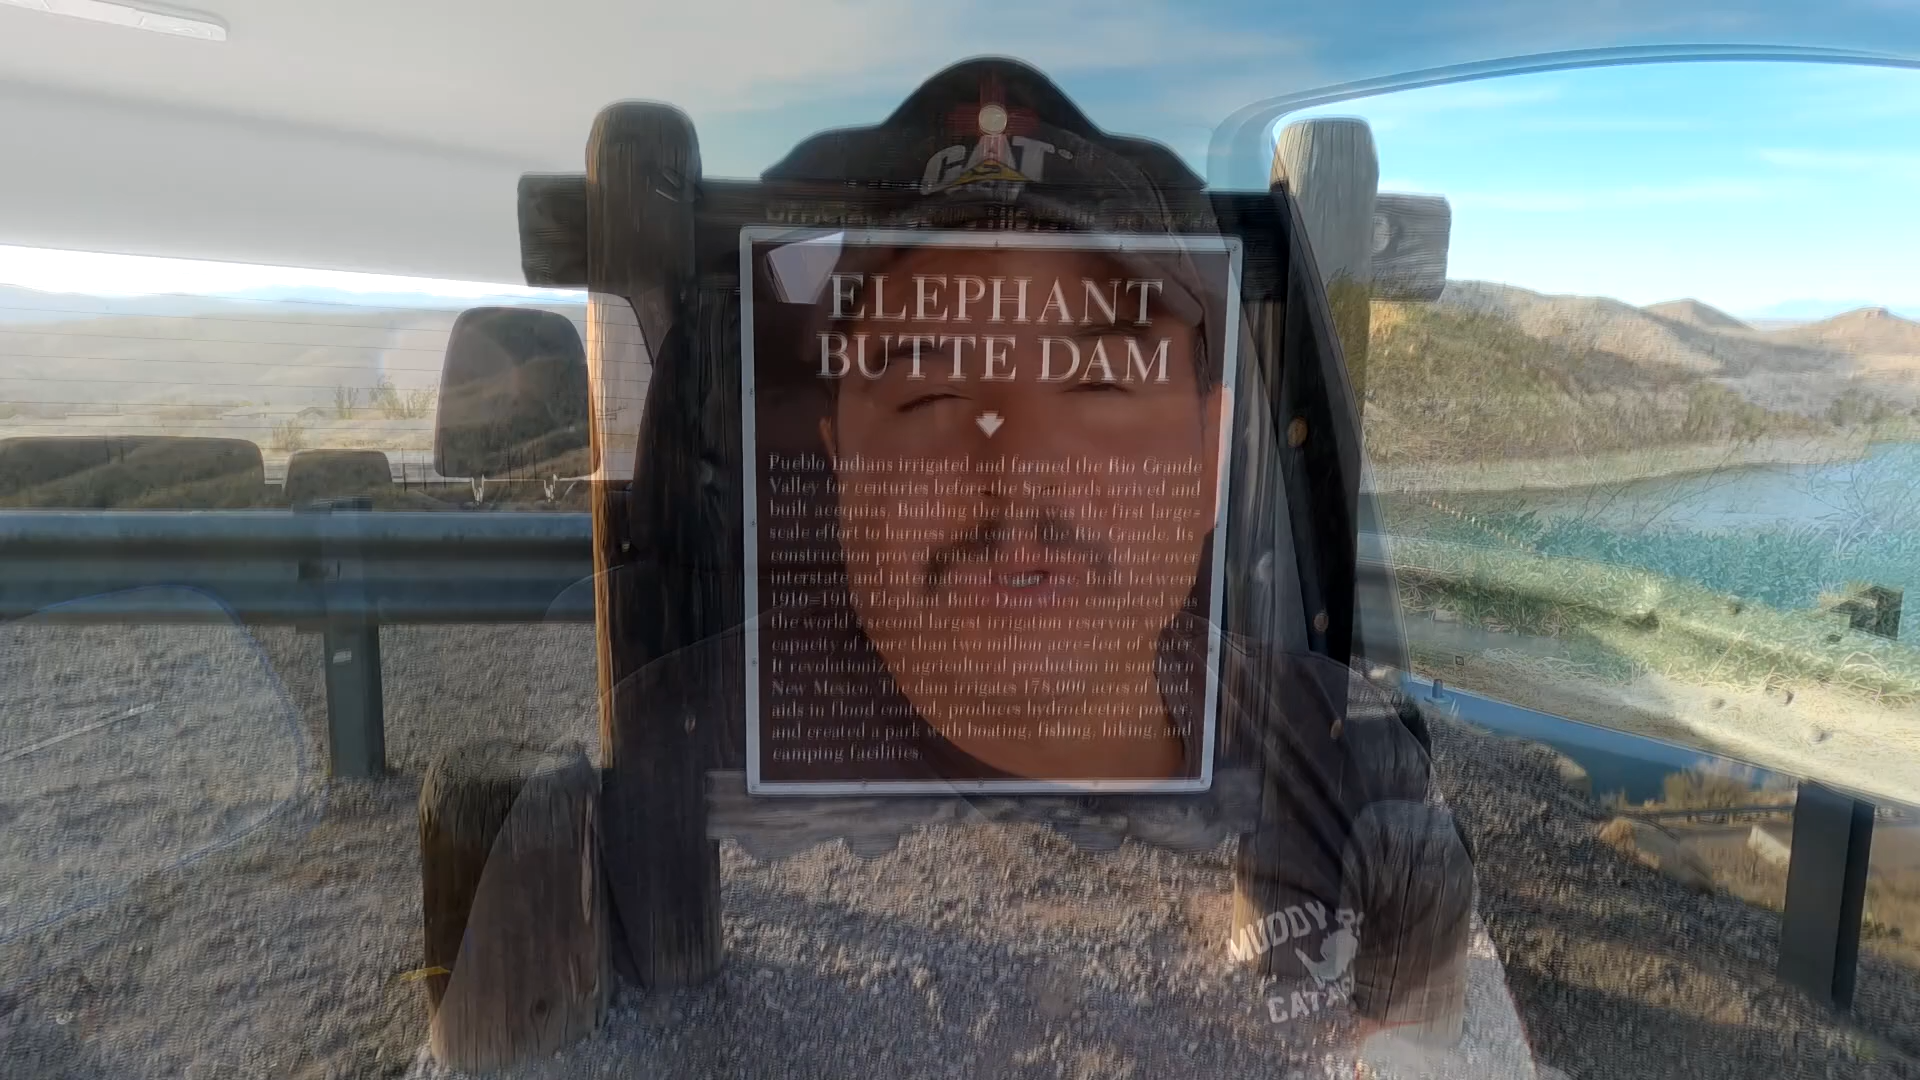 CAT
OFFICIAL
ELEPHANT
BUTTE DAM
Pueblo Indians irrigated and farmed the Rio Grande
Valley for centuries before the Spaniards arrived and
built acequias. Building the dam was the first large-
scale effort to harness and control the Rio Grande. Its
construction proved critical to the historic debate over
interstate and international water use. Built between
1910-1916, Elephant Butte Dam when completed was
the world's second largest irrigation reservoir with a
capacity of more than two million acre-feet of water.
It revolutionized agricultural production in southern
New Mexico. The dam irrigates 178,000 acres of land,
aids in flood control, produces hydroelectric power,
and created a park with boating, fishing, hiking, and
camping facilities.
MUDDY